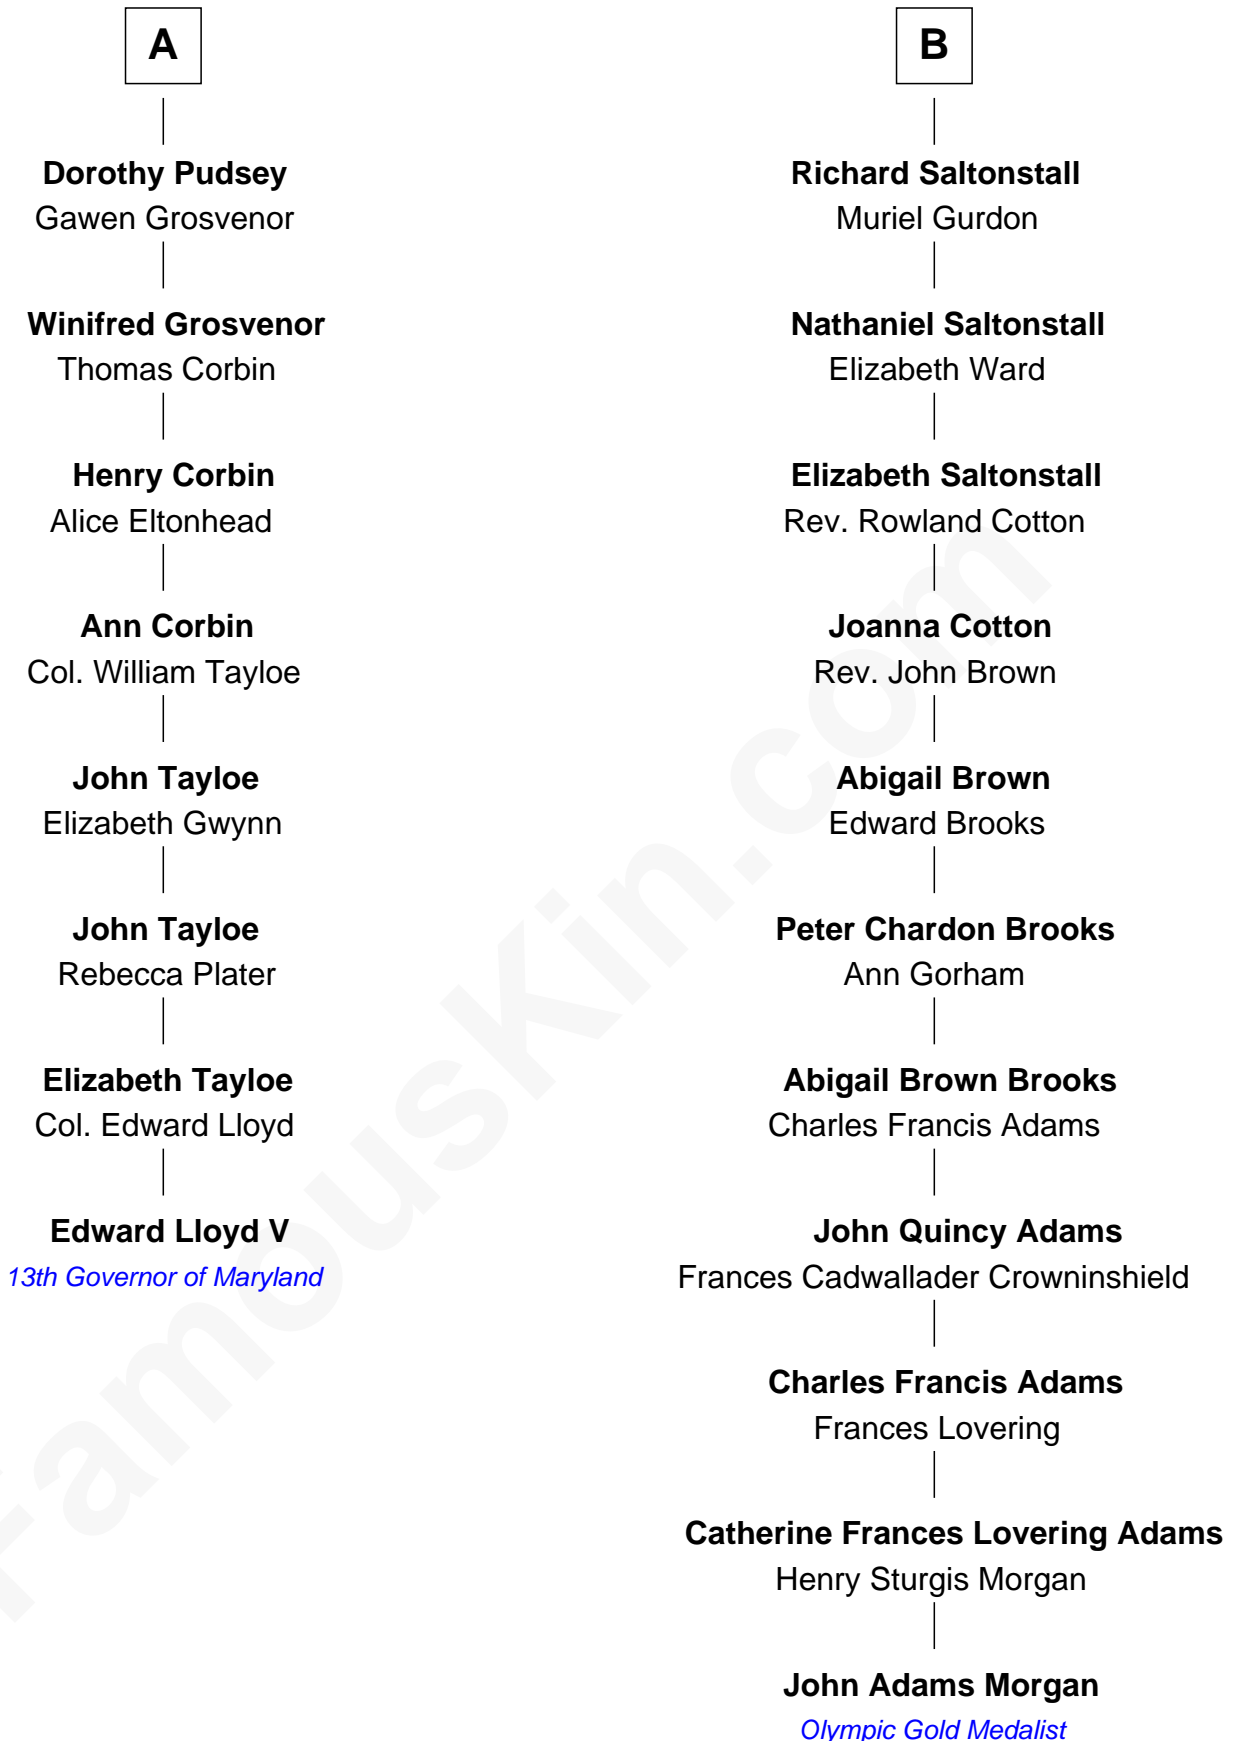 A
Dorothy Pudsey
Gawen Grosvenor
Winifred Grosvenor
Thomas Corbin
Henry Corbin
Alice Eltonhead
Ann Corbin
Col. William Tayloe
John Tayloe
Elizabeth Gwynn
John Tayloe
Rebecca Plater
Elizabeth Tayloe
Col. Edward Lloyd
Edward Lloyd V
13th Governor of Maryland
B
Richard Saltonstall
Muriel Gurdon
Nathaniel Saltonstall
Elizabeth Ward
Elizabeth Saltonstall
Rev. Rowland Cotton
Joanna Cotton
Rev. John Brown
Abigail Brown
Edward Brooks
Peter Chardon Brooks
Ann Gorham
Abigail Brown Brooks
Charles Francis Adams
John Quincy Adams
Frances Cadwallader Crowninshield
Charles Francis Adams
Frances Lovering
Catherine Frances Lovering Adams
Henry Sturgis Morgan
John Adams Morgan
Olympic Gold Medalist
FamousKin.com